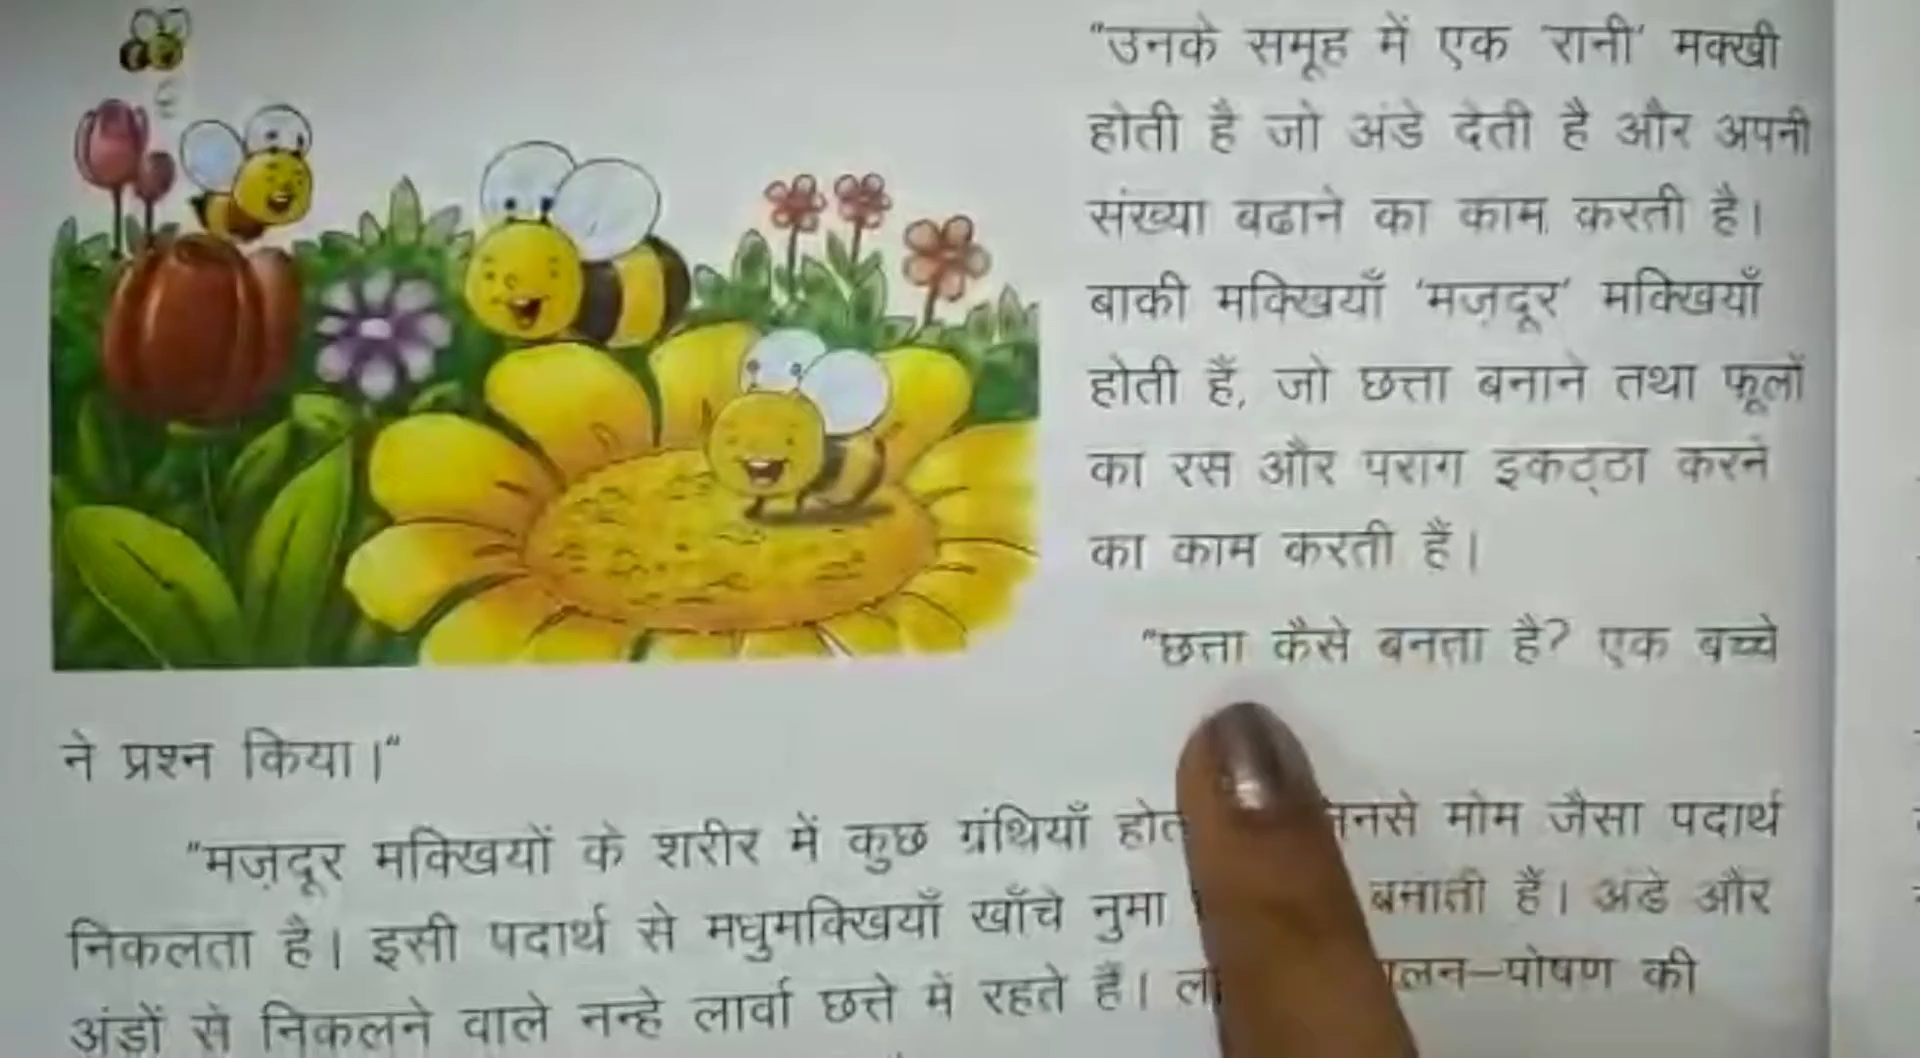 “उनके समूह में एक ‘रानी’ मक्खी
होती है जो अंडे देती है और अपनी
संख्या बढाने का काम करती है।
बाकी मक्खियाँ ‘मज़दूर’ मक्खियाँ
होती हैं, जो छत्ता बनाने तथा फूलों
का रस और पराग इकट्ठा करने
का काम करती हैं।
“छत्ता कैसे बनता है? एक बच्चे
ने प्रश्न किया।“
“मज़दूर मक्खियों के शरीर में कुछ ग्रंथियाँ मोम जैसा पदार्थ
निकलता है। इसी पदार्थ से मधुमक्खियाँ खाँचे नुमा बनाती हैं। अंडे और
अंडों से निकलने वाले नन्हे लार्वा छत्ते में रहते हैं। पोषण की